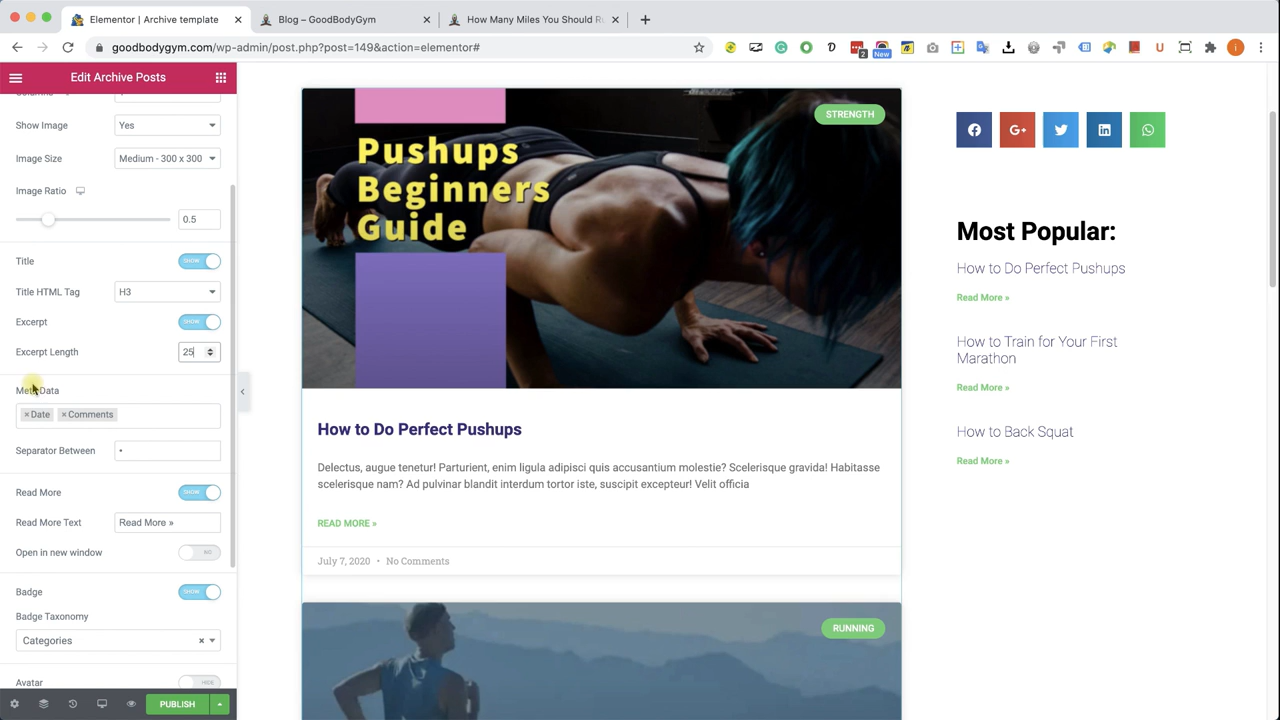 Elementor | Archive template
Blog – GoodBodyGym
How Many Miles You Should R
goodbodygym.com/wp-admin/post.php?post=149&action=elementor#
2
New
Edit Archive Posts
Show Image
Yes
Image Size
Medium - 300 x 300
Image Ratio
0.5
Title
SHOW
Title HTML Tag
H3
Excerpt
SHOW
Excerpt Length
25
Meta Data
× Date × Comments
Separator Between
•
Read More
SHOW
Read More Text
Read More »
Open in new window
NO
Badge
SHOW
Badge Taxonomy
Categories
Avatar
HIDE
PUBLISH
STRENGTH
Pushups
Beginners
Guide
How to Do Perfect Pushups
Delectus, augue tenetur! Parturient, enim ligula adipisci quis accusantium molestie? Scelerisque gravida! Habitasse
scelerisque nam? Ad pulvinar blandit interdum tortor iste, suscipit excepteur! Velit officia
READ MORE »
July 7, 2020 • No Comments
RUNNING
Most Popular:
How to Do Perfect Pushups
Read More »
How to Train for Your First
Marathon
Read More »
How to Back Squat
Read More »